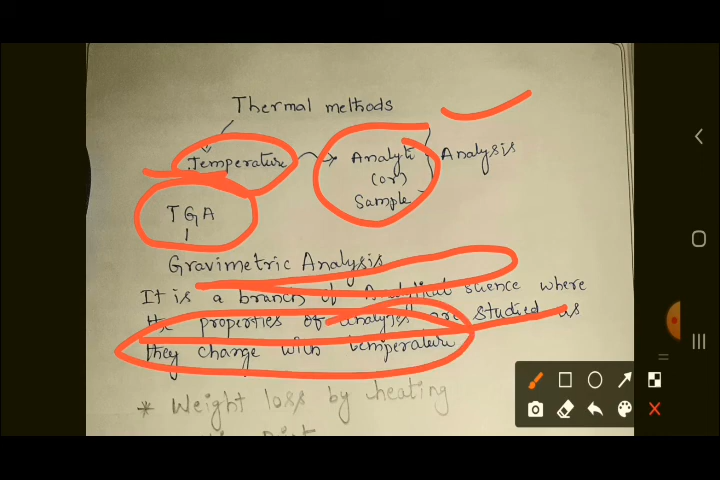 Thermal methods
Temperature → Analyte Analysis
(or)
Sample
TGA
Gravimetric Analysis
It is a branch of Analytical science where
the properties of analyses are studied as
they change with temperature
* Weight loss by heating